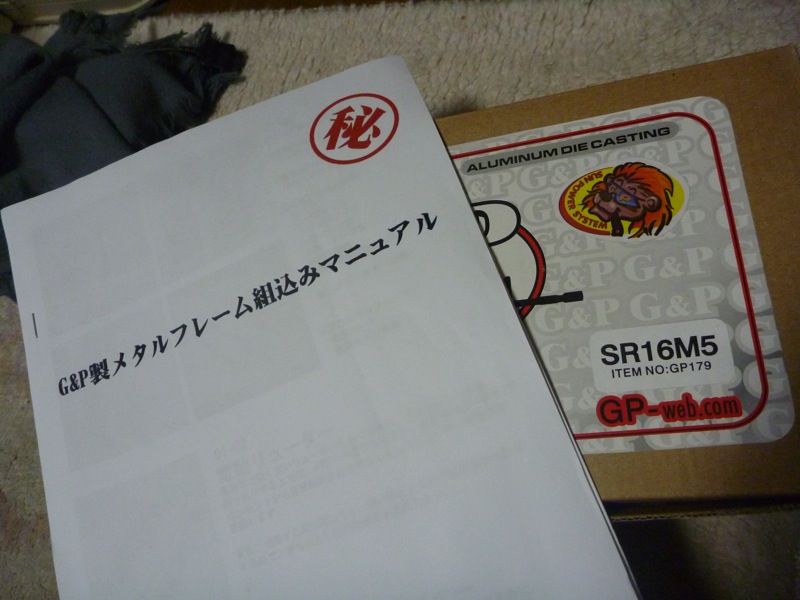 秘
G&P製メタルフレーム組込みマニュアル
ALUMINUM DIE CASTING
SUN POWER SYSTEM
SR16M5
ITEM NO:GP179
GP-web.com
G&P